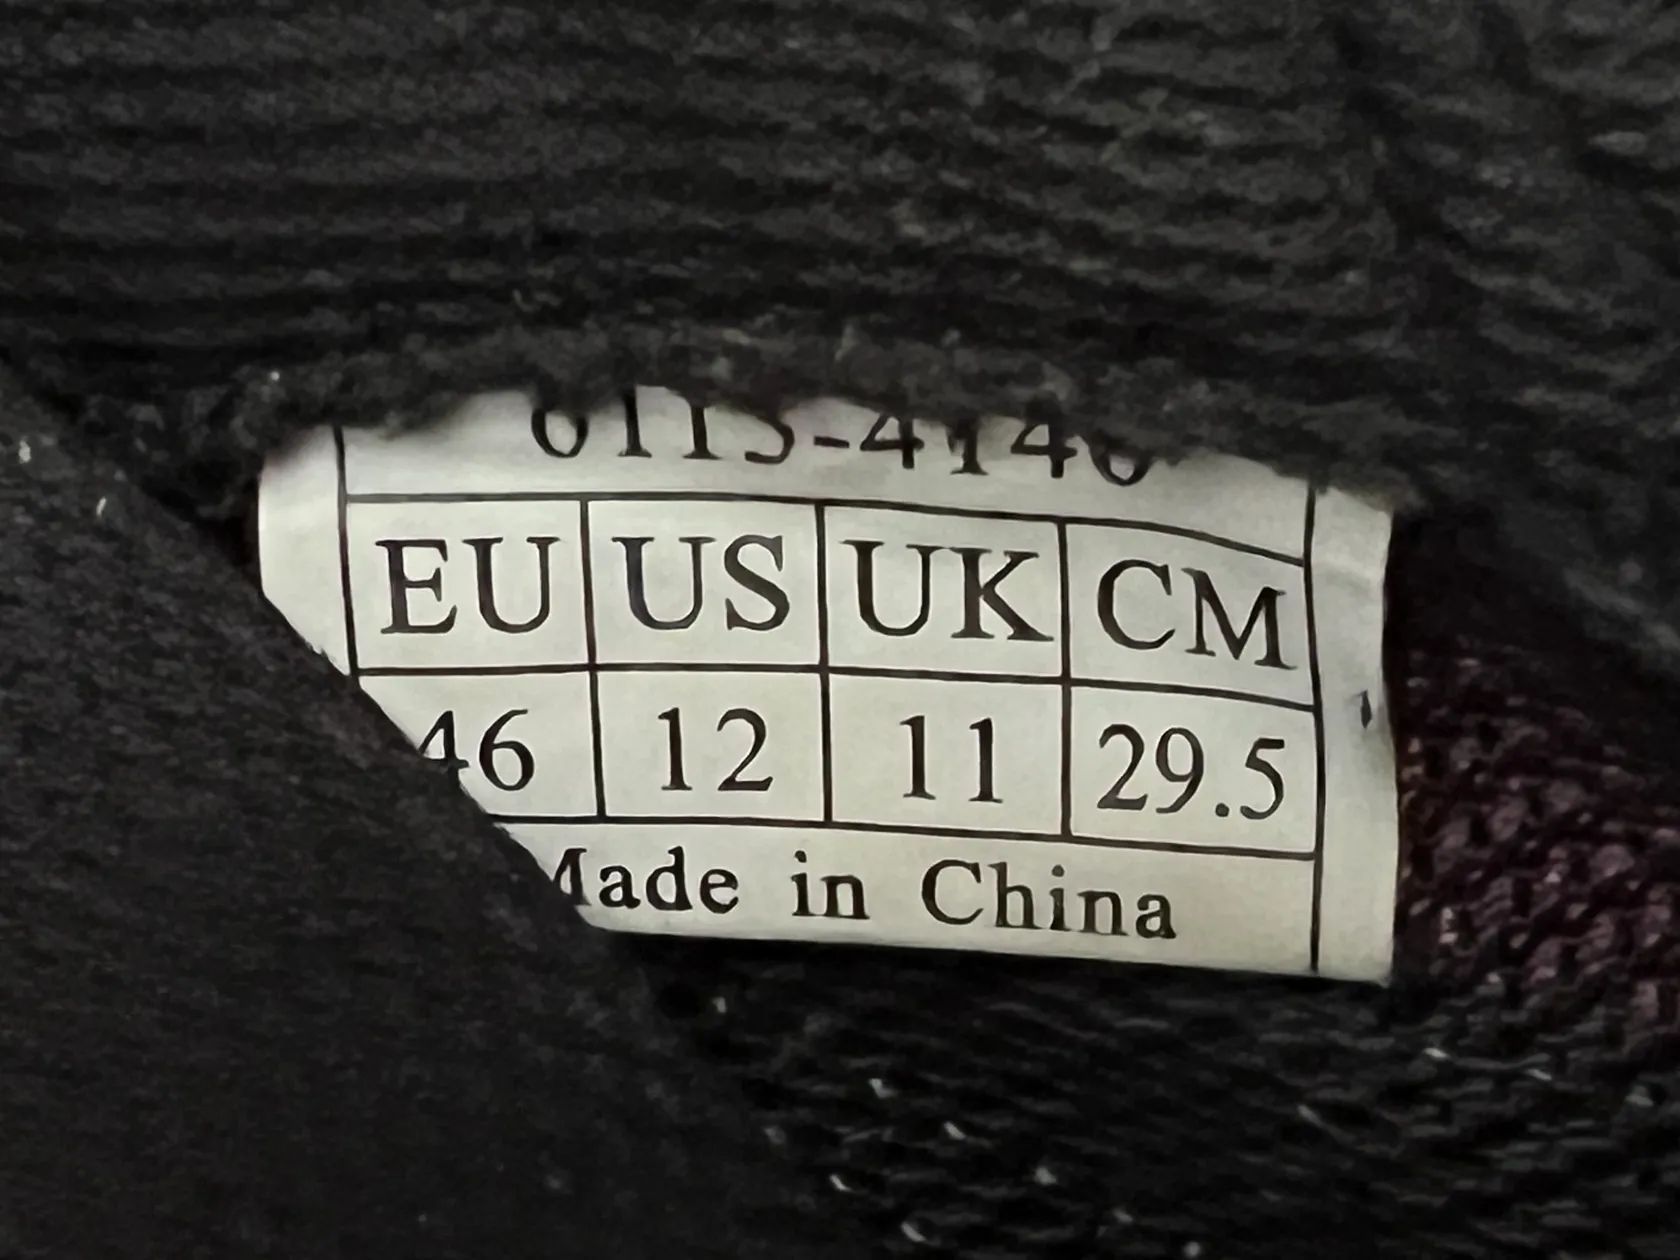 EU US UK CM
46 12 11 29.5
Made in China